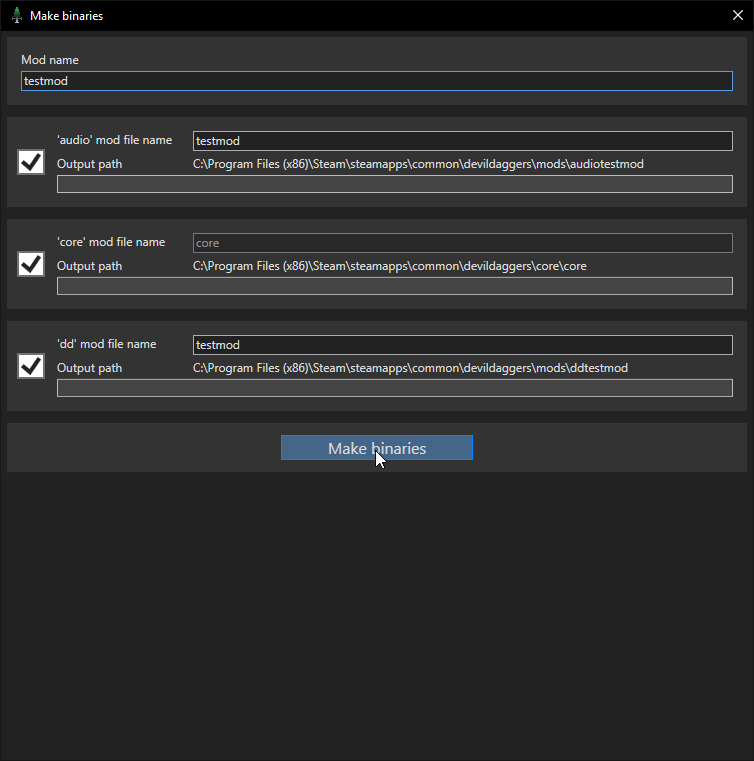 Make binaries
Mod name
testmod
'audio' mod file name
testmod
Output path
C:\Program Files (x86)\Steam\steamapps\common\devildaggers\mods\audiotestmod
'core' mod file name
core
Output path
C:\Program Files (x86)\Steam\steamapps\common\devildaggers\core\core
'dd' mod file name
testmod
Output path
C:\Program Files (x86)\Steam\steamapps\common\devildaggers\mods\ddtestmod
Make binaries